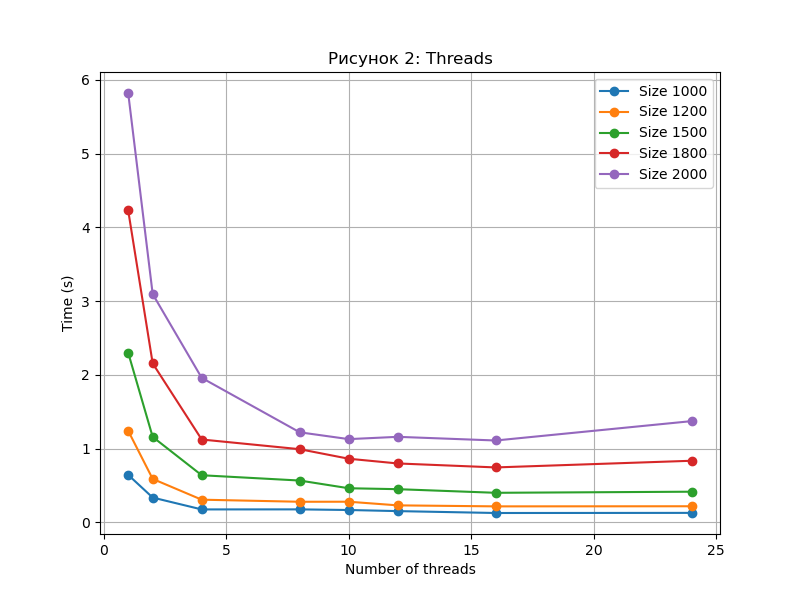 Рисунок 2: Threads
Size 1000
Size 1200
Size 1500
Size 1800
Size 2000
Time (s)
6
5
4
3
2
1
0
0 5 10 15 20 25
Number of threads